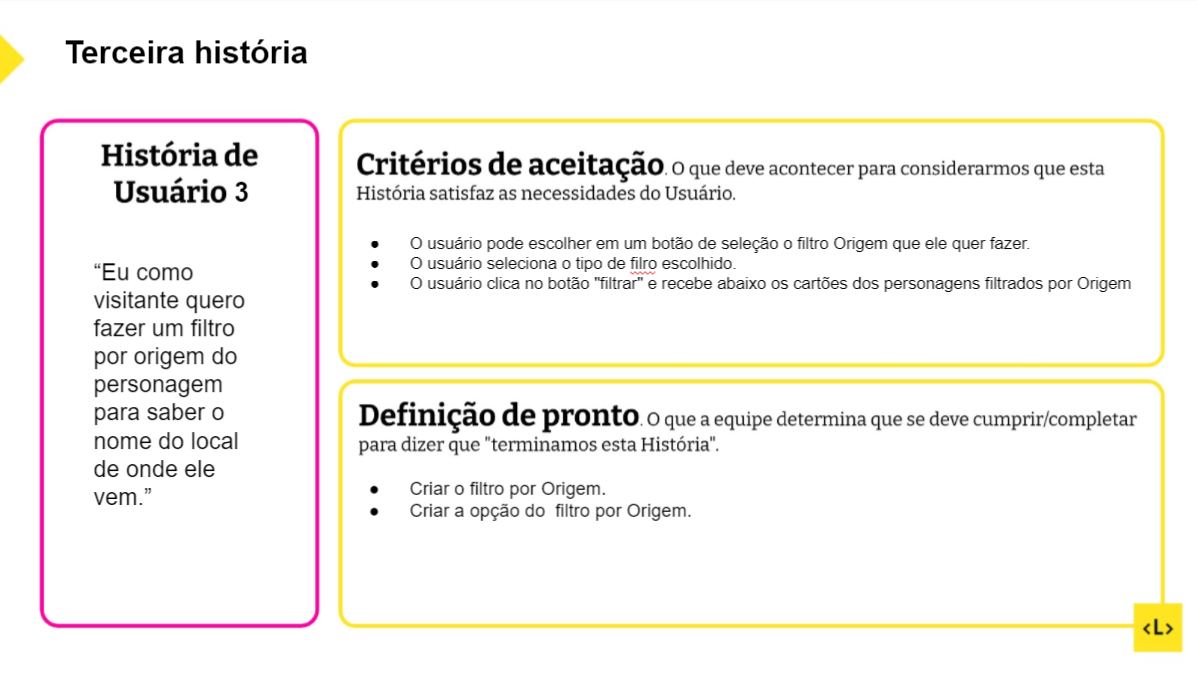 Terceira história
História de
Usuário 3
“Eu como
visitante quero
fazer um filtro
por origem do
personagem
para saber o
nome do local
de onde ele
vem.”
Critérios de aceitação. O que deve acontecer para considerarmos que esta
História satisfaz as necessidades do Usuário.
● O usuário pode escolher em um botão de seleção o filtro Origem que ele quer fazer.
● O usuário seleciona o tipo de filro escolhido.
● O usuário clica no botão "filtrar" e recebe abaixo os cartões dos personagens filtrados por Origem
Definição de pronto. O que a equipe determina que se deve cumprir/completar
para dizer que "terminamos esta História".
● Criar o filtro por Origem.
● Criar a opção do  filtro por Origem.
<L>